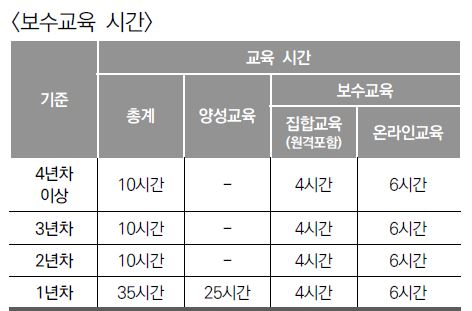 〈보수교육 시간〉
기준 교육 시간
총계 양성교육 보수교육
집합교육 (원격포함) 온라인교육
4년차 이상 10시간 – 4시간 6시간
3년차 10시간 – 4시간 6시간
2년차 10시간 – 4시간 6시간
1년차 35시간 25시간 4시간 6시간